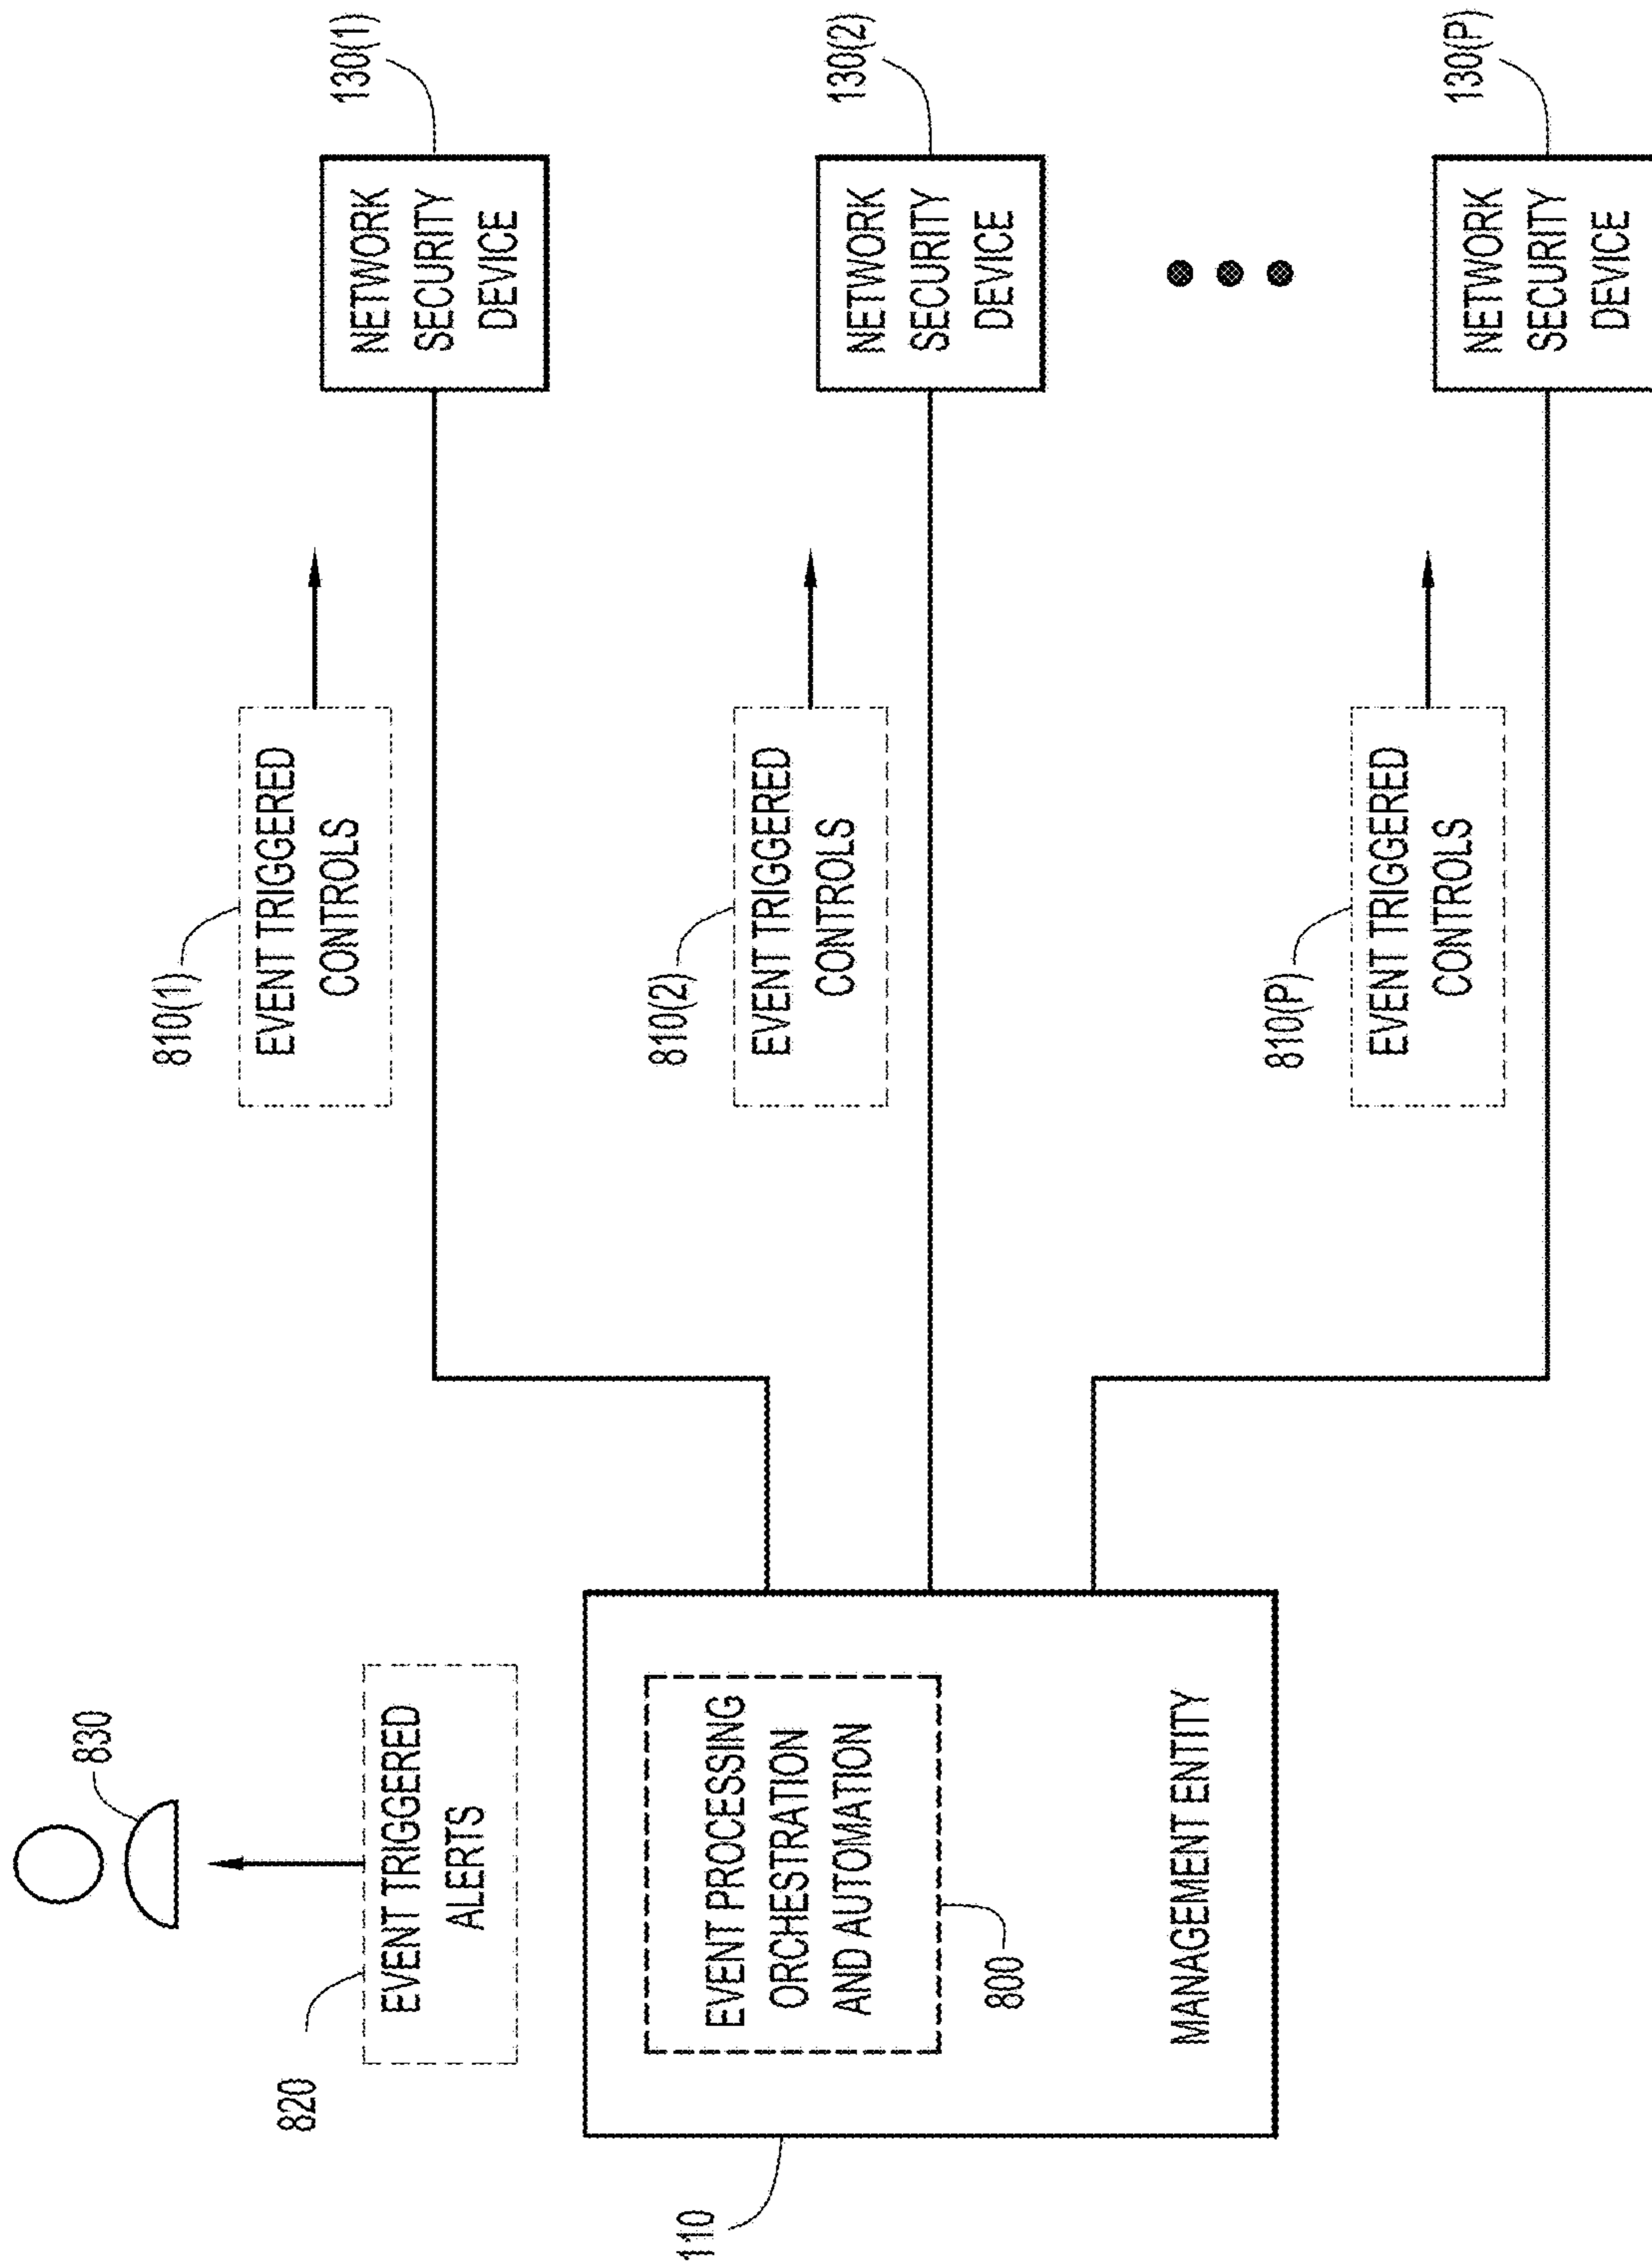 830
820
EVENT TRIGGERED
ALERTS
110
EVENT PROCESSING
ORCHESTRATION
AND AUTOMATION
800
MANAGEMENT ENTITY
810(1)
EVENT TRIGGERED
CONTROLS
130(1)
NETWORK
SECURITY
DEVICE
810(2)
EVENT TRIGGERED
CONTROLS
130(2)
NETWORK
SECURITY
DEVICE
810(P)
EVENT TRIGGERED
CONTROLS
130(P)
NETWORK
SECURITY
DEVICE